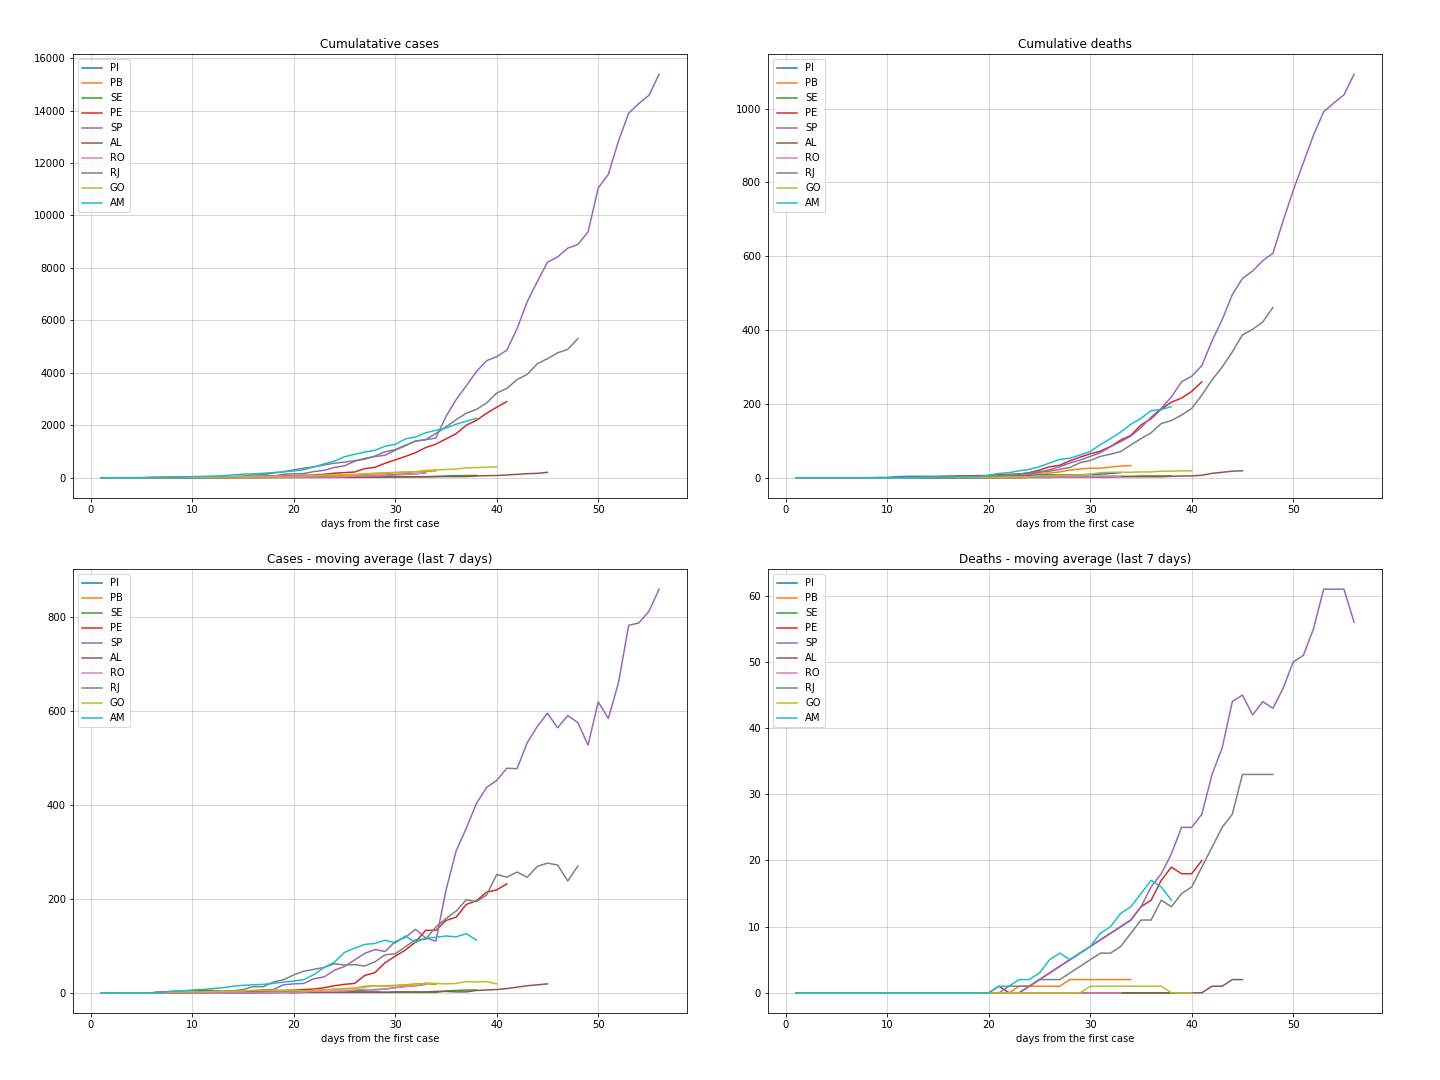 Cumulatative cases
16000
14000
12000
10000
8000
6000
4000
2000
0
PI
PB
SE
PE
SP
AL
RO
RJ
GO
AM
0 10 20 30 40 50
days from the first case
Cumulative deaths
1000
800
600
400
200
0
PI
PB
SE
PE
SP
AL
RO
RJ
GO
AM
0 10 20 30 40 50
days from the first case
Cases - moving average (last 7 days)
800
600
400
200
0
PI
PB
SE
PE
SP
AL
RO
RJ
GO
AM
0 10 20 30 40 50
days from the first case
Deaths - moving average (last 7 days)
60
50
40
30
20
10
0
PI
PB
SE
PE
SP
AL
RO
RJ
GO
AM
0 10 20 30 40 50
days from the first case